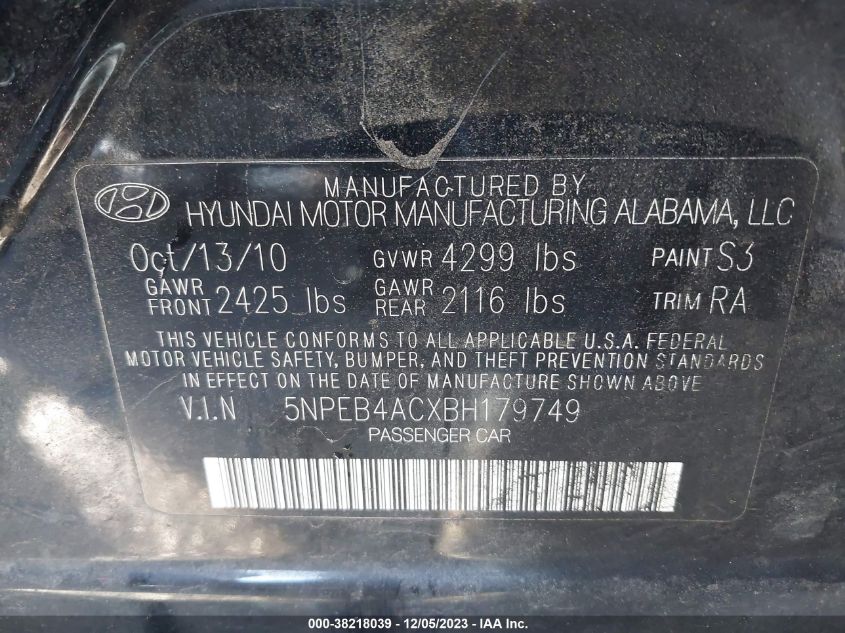 MANUFACTURED BY
HYUNDAI MOTOR MANUFACTURING ALABAMA, LLC
Oct/13/10 GVWR 4299 lbs PAINT S3
GAWR FRONT 2425 lbs GAWR REAR 2116 lbs TRIM RA
THIS VEHICLE CONFORMS TO ALL APPLICABLE U.S.A. FEDERAL
MOTOR VEHICLE SAFETY, BUMPER, AND THEFT PREVENTION STANDARDS
IN EFFECT ON THE DATE OF MANUFACTURE SHOWN ABOVE
V.I.N 5NPEB4ACXBH179749
PASSENGER CAR
000-38218039 - 12/05/2023 - IAA Inc.